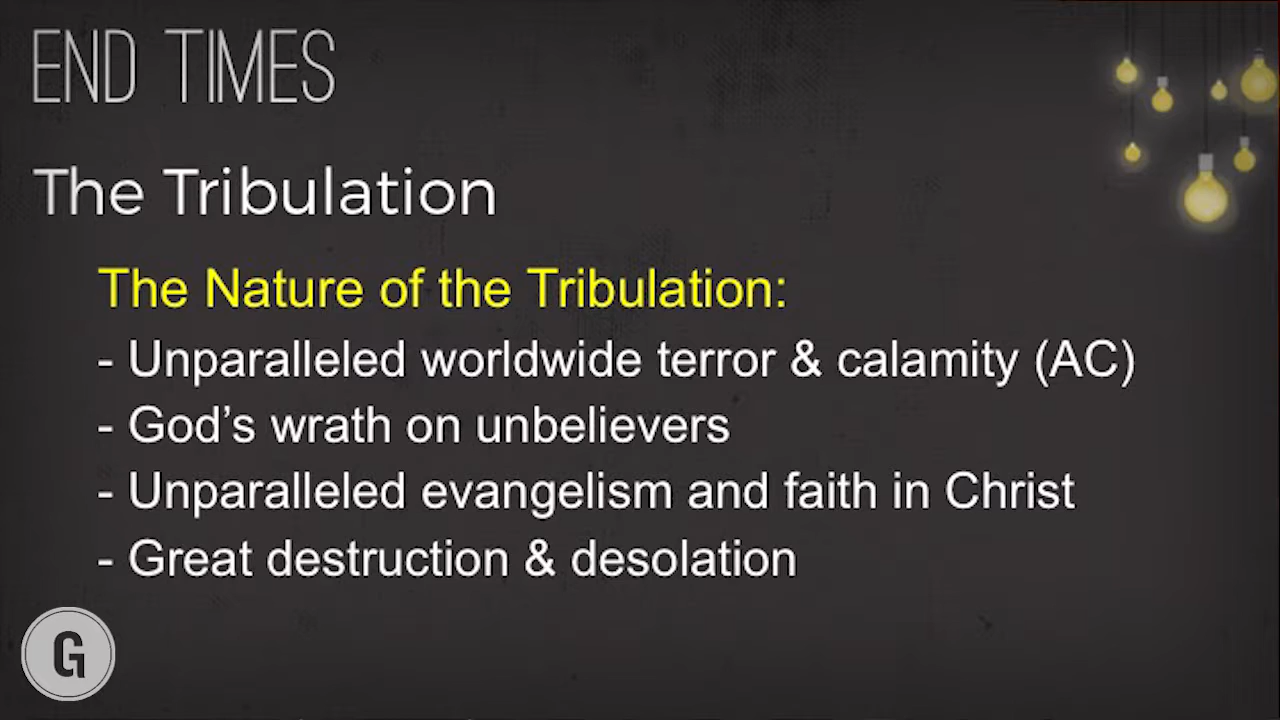 END TIMES
The Tribulation
The Nature of the Tribulation:
- Unparalleled worldwide terror & calamity (AC)
- God’s wrath on unbelievers
- Unparalleled evangelism and faith in Christ
- Great destruction & desolation
G